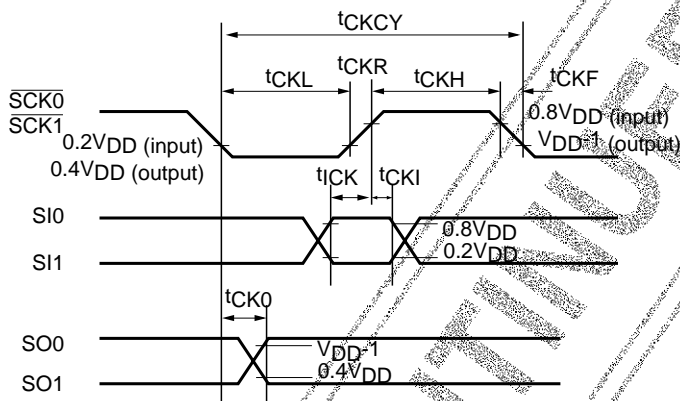 tCKCY
tCKL
tCKR
tCKH
tCKF
SCK0
SCK1
0.2VDD (input)
0.4VDD (output)
0.8VDD (input)
VDD-1 (output)
tICK
tCKI
SI0
SI1
0.8VDD
0.2VDD
tCK0
SO0
SO1
VDD-1
0.4VDD
TINUE